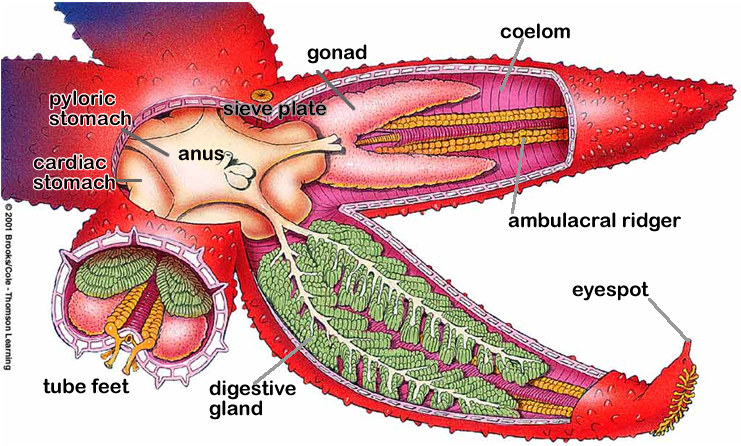 coelom
gonad
pyloric
stomach
sieve plate
anus
cardiac
stomach
ambulacral ridger
eyespot
tube feet
digestive
gland
© 2001 Brooks/Cole - Thomson Learning